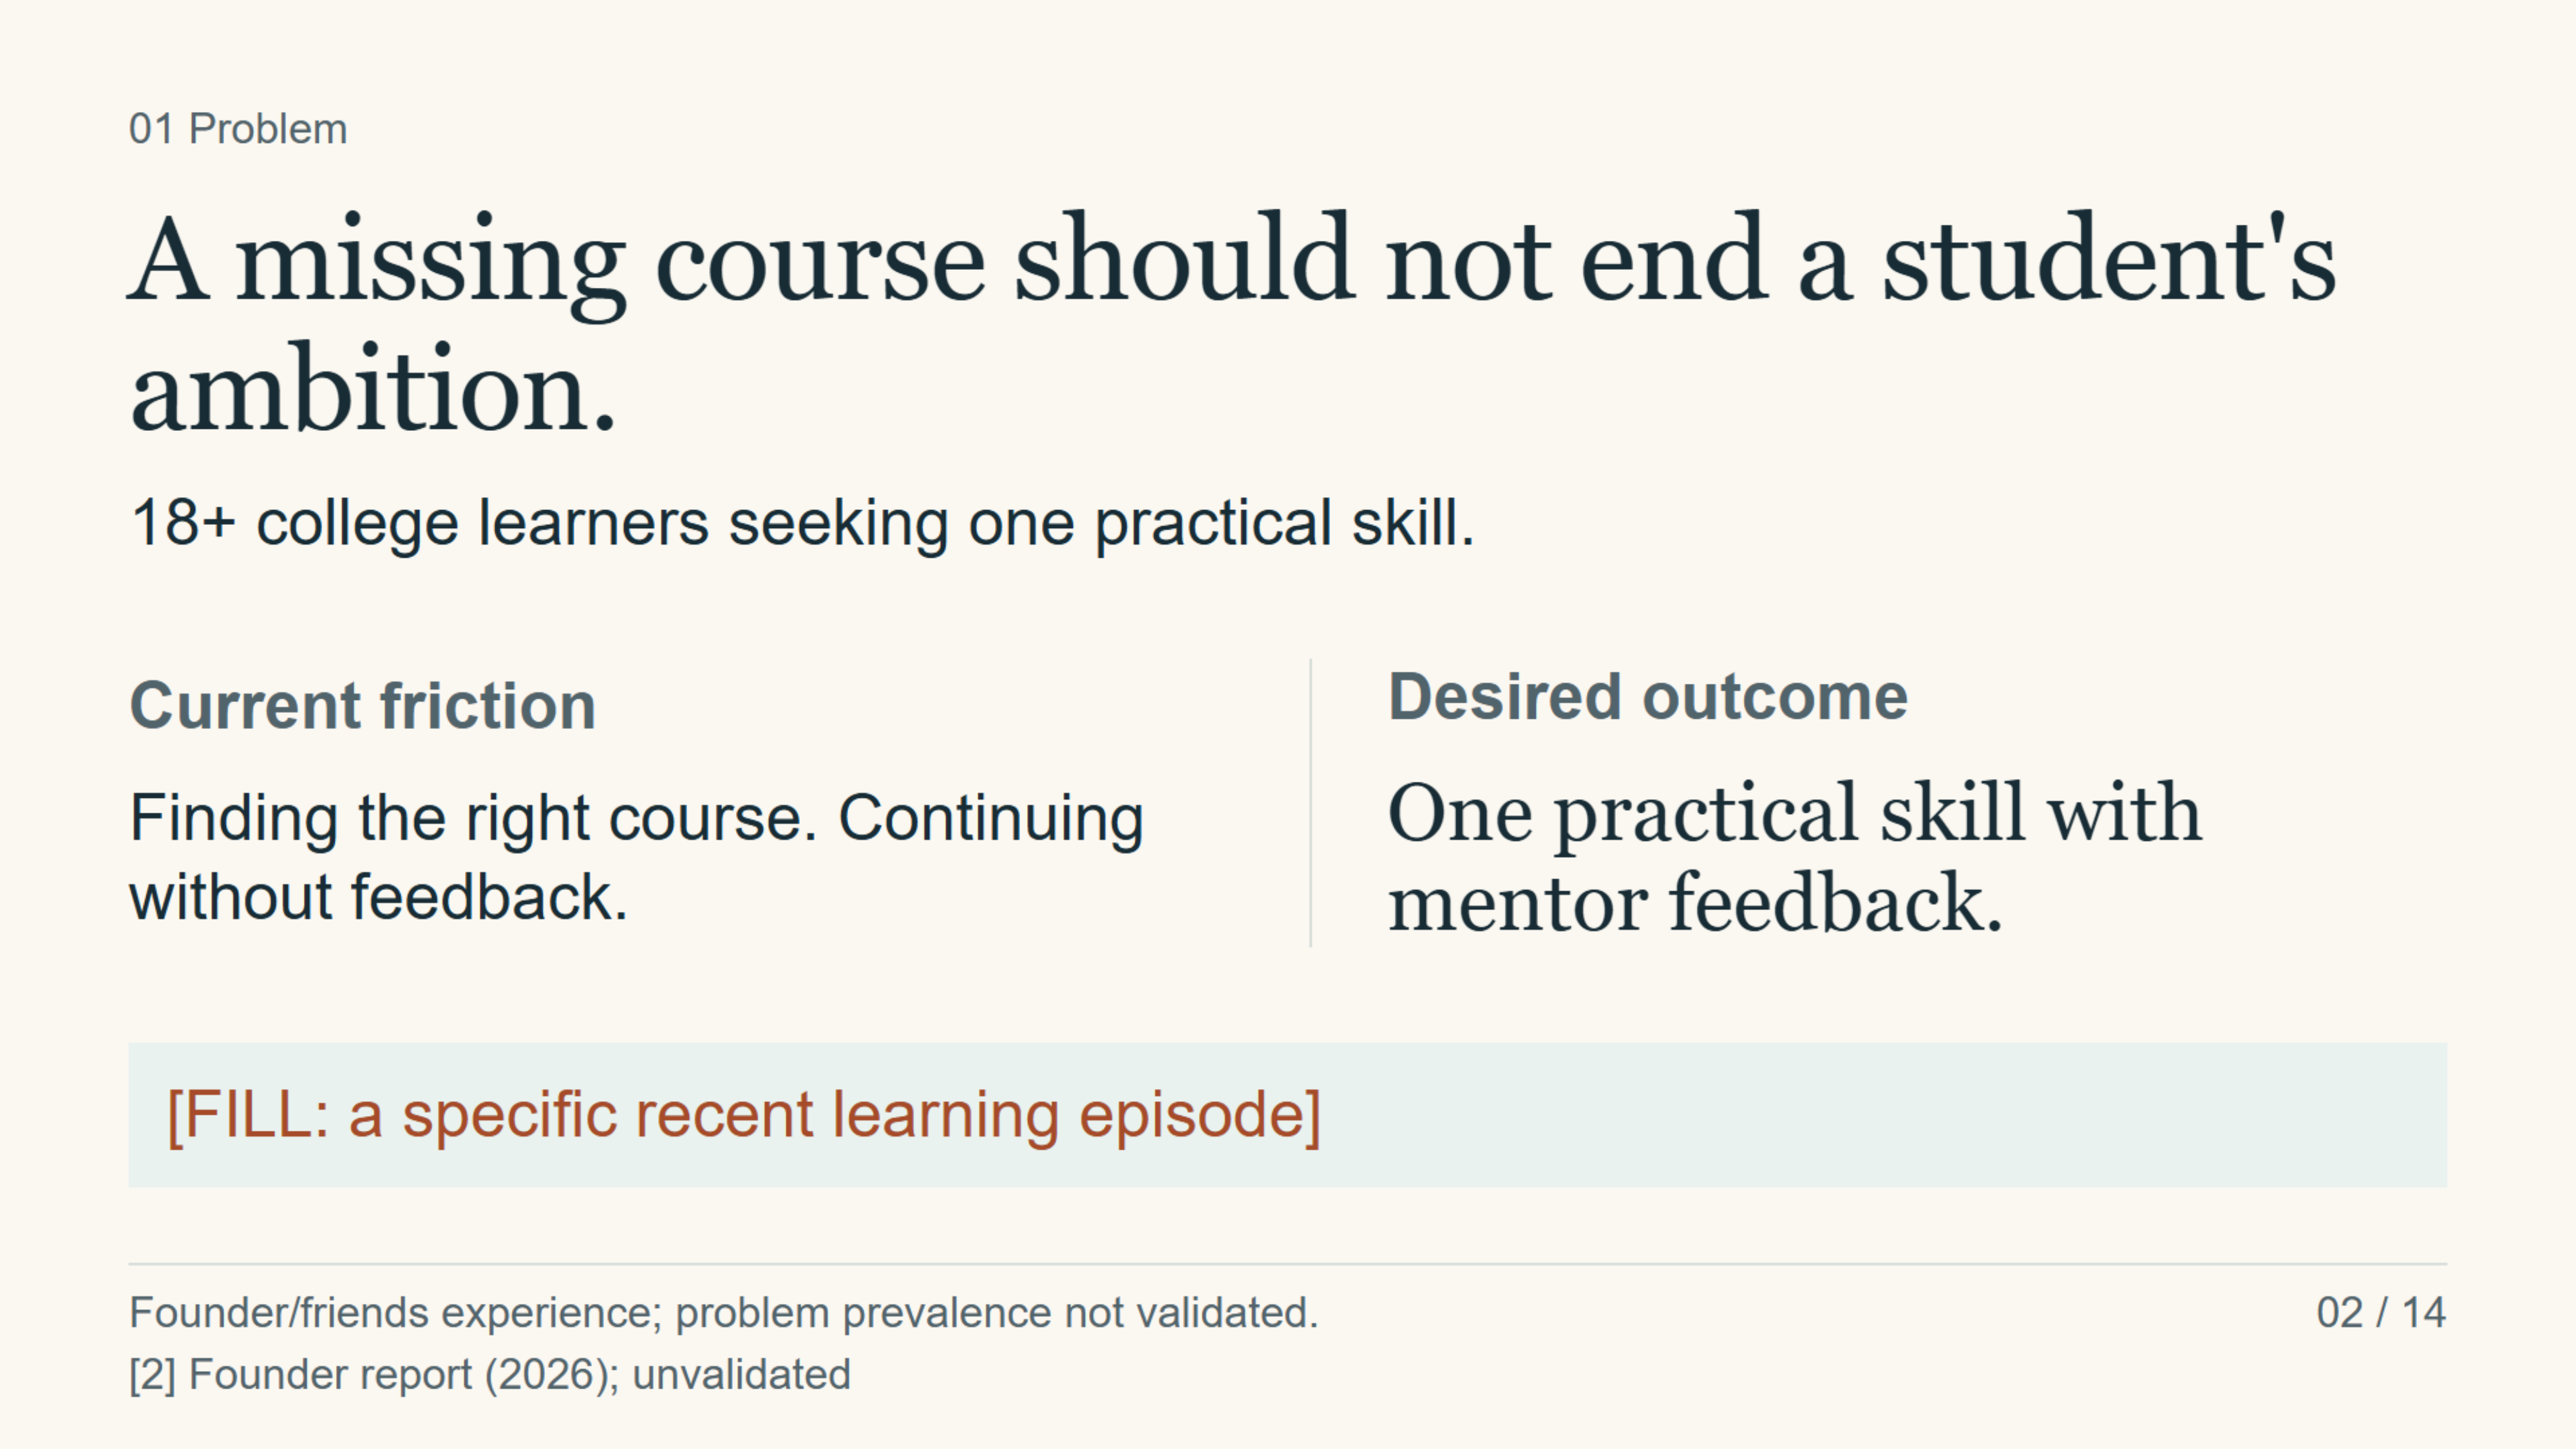 01 Problem
A missing course should not end a student's
ambition.
18+ college learners seeking one practical skill.
Current friction
Finding the right course. Continuing
without feedback.
Desired outcome
One practical skill with
mentor feedback.
[FILL: a specific recent learning episode]
Founder/friends experience; problem prevalence not validated.
[2] Founder report (2026); unvalidated
02 / 14